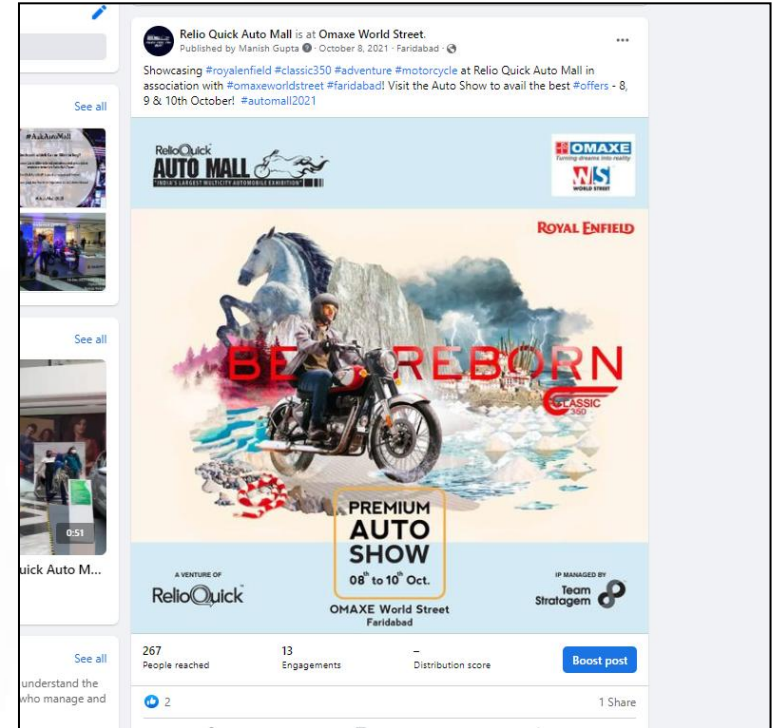 Relio Quick Auto Mall is at Omaxe World Street.
Published by Manish Gupta · October 8, 2021 · Faridabad ·
Showcasing #royalenfield #classic350 #adventure #motorcycle at Relio Quick Auto Mall in
association with #omaxeworldstreet #faridabad! Visit the Auto Show to avail the best #offers - 8,
9 & 10th October! #automall2021
See all
#AskAutoMall
RelioQuick
AUTO MALL
"INDIA'S LARGEST MULTICITY AUTOMOBILE EXHIBITION"
OMAXE
Turning dreams into reality
WS
WORLD STREET
ROYAL ENFIELD
BE REBORN
CLASSIC
350
See all
0:51
uick Auto M...
PREMIUM
AUTO
SHOW
08th to 10th Oct.
OMAXE World Street
Faridabad
A VENTURE OF
RelioQuick
IP MANAGED BY
Team
Stratagem
See all
understand the
who manage and
267
People reached
13
Engagements
–
Distribution score
Boost post
2
1 Share